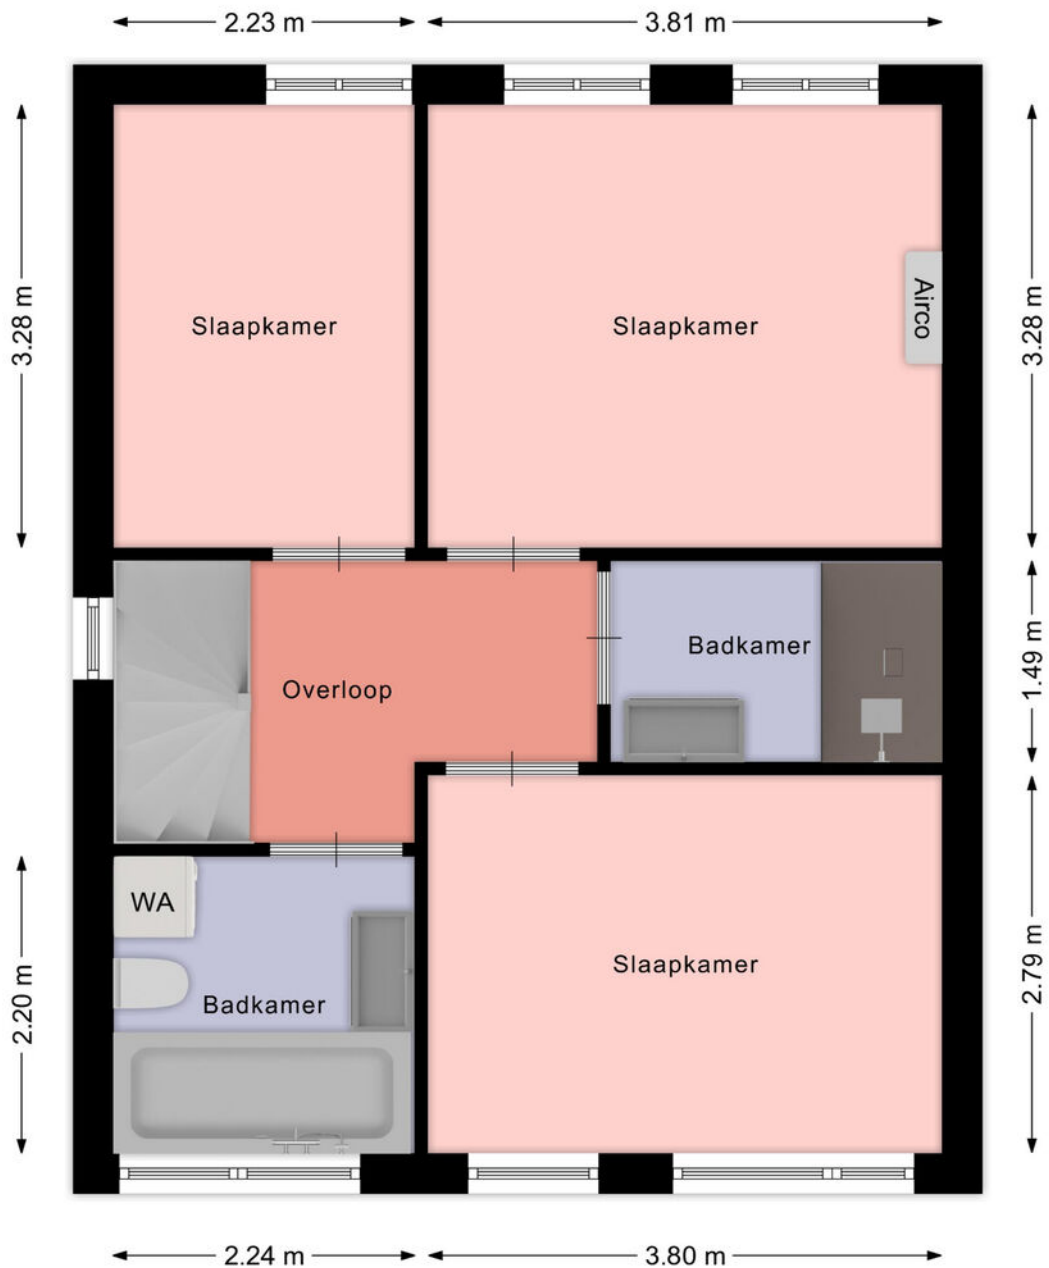 2.23 m
3.81 m
3.28 m
Slaapkamer
Slaapkamer
Airco
3.28 m
Overloop
Badkamer
1.49 m
WA
Badkamer
2.20 m
Slaapkamer
2.79 m
2.24 m
3.80 m